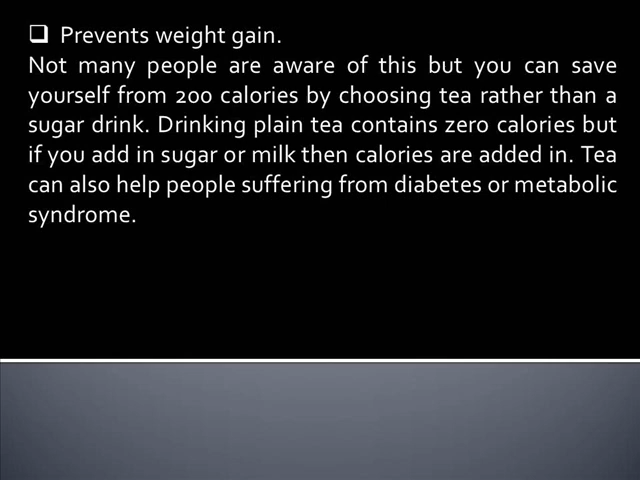 ❑ Prevents weight gain.
Not many people are aware of this but you can save
yourself from 200 calories by choosing tea rather than a
sugar drink. Drinking plain tea contains zero calories but
if you add in sugar or milk then calories are added in. Tea
can also help people suffering from diabetes or metabolic
syndrome.